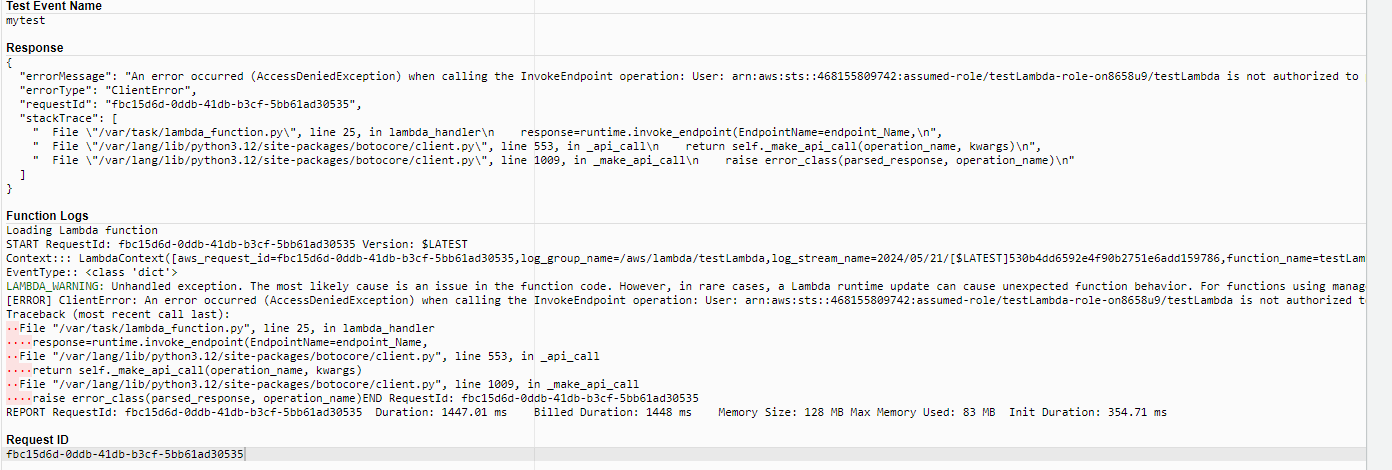 Test Event Name
mytest
Response
{
"errorMessage": "An error occurred (AccessDeniedException) when calling the InvokeEndpoint operation: User: arn:aws:sts::468155809742:assumed-role/testLambda-role-on8658u9/testLambda is not authorized to
"errorType": "ClientError",
"requestId": "fbc15d6d-0ddb-41db-b3cf-5bb61ad30535",
"stackTrace": [
"  File \"/var/task/lambda_function.py\", line 25, in lambda_handler\n    response=runtime.invoke_endpoint(EndpointName=endpoint_Name,\n",
"  File \"/var/lang/lib/python3.12/site-packages/botocore/client.py\", line 553, in _api_call\n    return self._make_api_call(operation_name, kwargs)\n",
"  File \"/var/lang/lib/python3.12/site-packages/botocore/client.py\", line 1009, in _make_api_call\n    raise error_class(parsed_response, operation_name)\n"
]
}
Function Logs
Loading Lambda function
START RequestId: fbc15d6d-0ddb-41db-b3cf-5bb61ad30535 Version: $LATEST
Context::: LambdaContext([aws_request_id=fbc15d6d-0ddb-41db-b3cf-5bb61ad30535,log_group_name=/aws/lambda/testLambda,log_stream_name=2024/05/21/[$LATEST]530b4dd6592e4f90b2751e6add159786,function_name=testLam
EventType:: <class 'dict'>
LAMBDA_WARNING: Unhandled exception. The most likely cause is an issue in the function code. However, in rare cases, a Lambda runtime update can cause unexpected function behavior. For functions using manag
[ERROR] ClientError: An error occurred (AccessDeniedException) when calling the InvokeEndpoint operation: User: arn:aws:sts::468155809742:assumed-role/testLambda-role-on8658u9/testLambda is not authorized t
Traceback (most recent call last):
··File "/var/task/lambda_function.py", line 25, in lambda_handler
····response=runtime.invoke_endpoint(EndpointName=endpoint_Name,
··File "/var/lang/lib/python3.12/site-packages/botocore/client.py", line 553, in _api_call
····return self._make_api_call(operation_name, kwargs)
··File "/var/lang/lib/python3.12/site-packages/botocore/client.py", line 1009, in _make_api_call
····raise error_class(parsed_response, operation_name)END RequestId: fbc15d6d-0ddb-41db-b3cf-5bb61ad30535
REPORT RequestId: fbc15d6d-0ddb-41db-b3cf-5bb61ad30535  Duration: 1447.01 ms    Billed Duration: 1448 ms    Memory Size: 128 MB Max Memory Used: 83 MB  Init Duration: 354.71 ms
Request ID
fbc15d6d-0ddb-41db-b3cf-5bb61ad30535